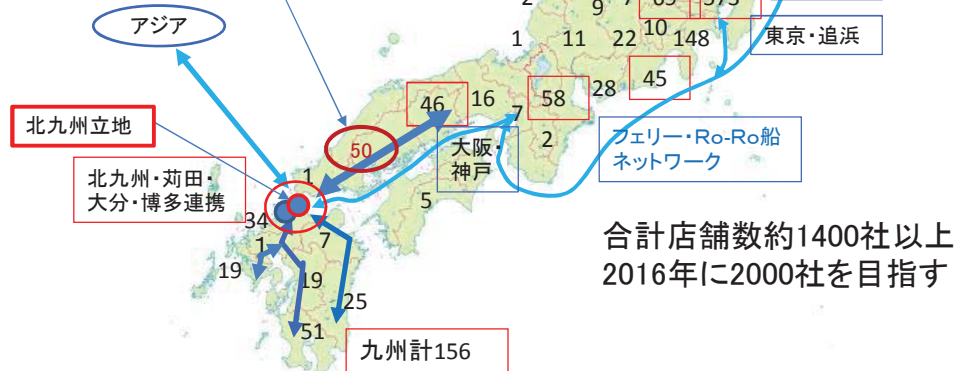 アジア
9
10
1
11
22
148
東京・追浜
46
16
7
58
28
45
北九州立地
50
大阪・
神戸
2
フェリー・Ro-Ro船
ネットワーク
北九州・苅田・
大分・博多連携
1
5
34
1
7
19
19
25
51
合計店舗数約1400社以上
2016年に2000社を目指す
九州計156